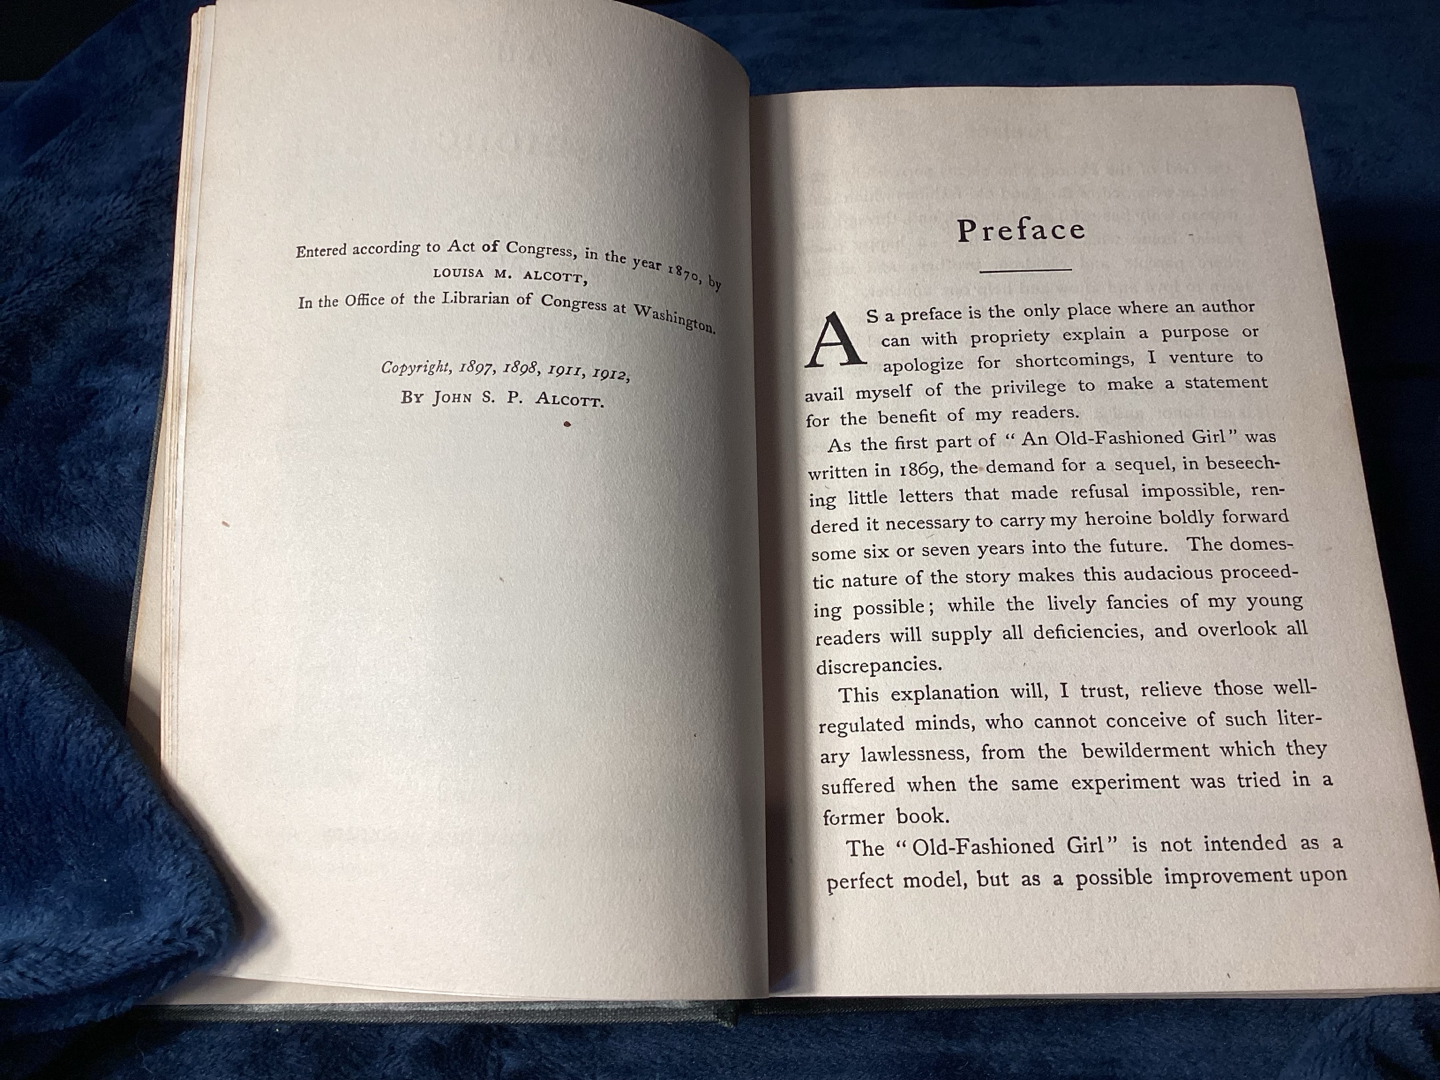 Entered according to Act of Congress, in the year 1870, by
LOUISA M. ALCOTT,
In the Office of the Librarian of Congress at Washington.
Copyright, 1897, 1898, 1911, 1912,
BY JOHN S. P. ALCOTT.
Preface
AS a preface is the only place where an author
can with propriety explain a purpose or
apologize for shortcomings, I venture to
avail myself of the privilege to make a statement
for the benefit of my readers.
As the first part of “An Old-Fashioned Girl” was
written in 1869, the demand for a sequel, in beseech-
ing little letters that made refusal impossible, ren-
dered it necessary to carry my heroine boldly forward
some six or seven years into the future. The domes-
tic nature of the story makes this audacious proceed-
ing possible; while the lively fancies of my young
readers will supply all deficiencies, and overlook all
discrepancies.
This explanation will, I trust, relieve those well-
regulated minds, who cannot conceive of such liter-
ary lawlessness, from the bewilderment which they
suffered when the same experiment was tried in a
former book.
The “Old-Fashioned Girl” is not intended as a
perfect model, but as a possible improvement upon